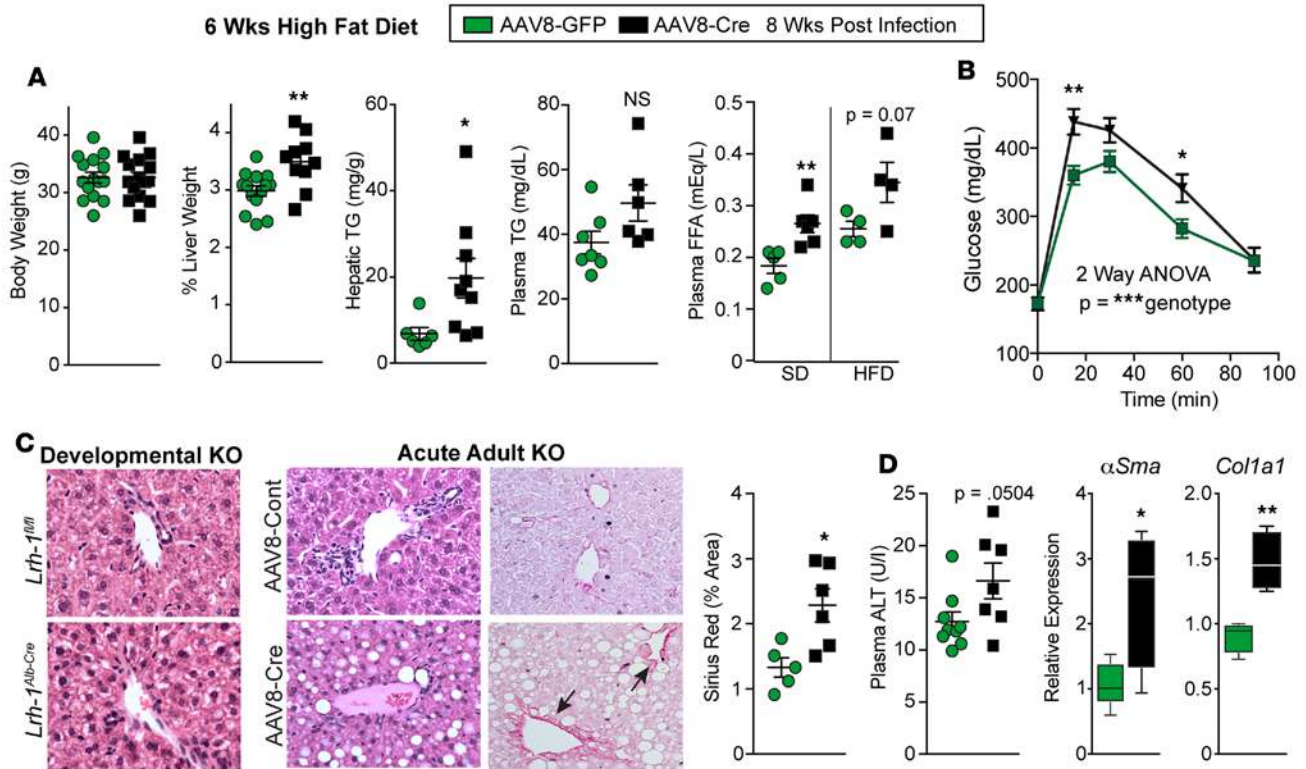 6 Wks High Fat Diet
AAV8-GFP AAV8-Cre 8 Wks Post Infection
A
Body Weight (g)
40
30
20
10
0
**
% Liver Weight
5
4
3
2
1
0
*
Hepatic TG (mg/g)
60
40
20
0
NS
Plasma TG (mg/dL)
80
60
40
20
0
p = 0.07
**
Plasma FFA (mEq/L)
0.5
0.4
0.3
0.2
0.1
0
SD HFD
B
Glucose (mg/dL)
500
400
300
200
100
**
*
2 Way ANOVA
p = ***genotype
0 20 40 60 80 100
Time (min)
C
Developmental KO
Acute Adult KO
Lrh-1fl/fl
Lrh-1Alb-Cre
AAV8-Cont
AAV8-Cre
Sirius Red (% Area)
4
3
2
1
0
*
D
Plasma ALT (U/l)
25
20
15
10
5
0
p = .0504
αSma
Relative Expression
4
3
2
1
0
*
Col1a1
2.0
1.5
1.0
0.5
0
**